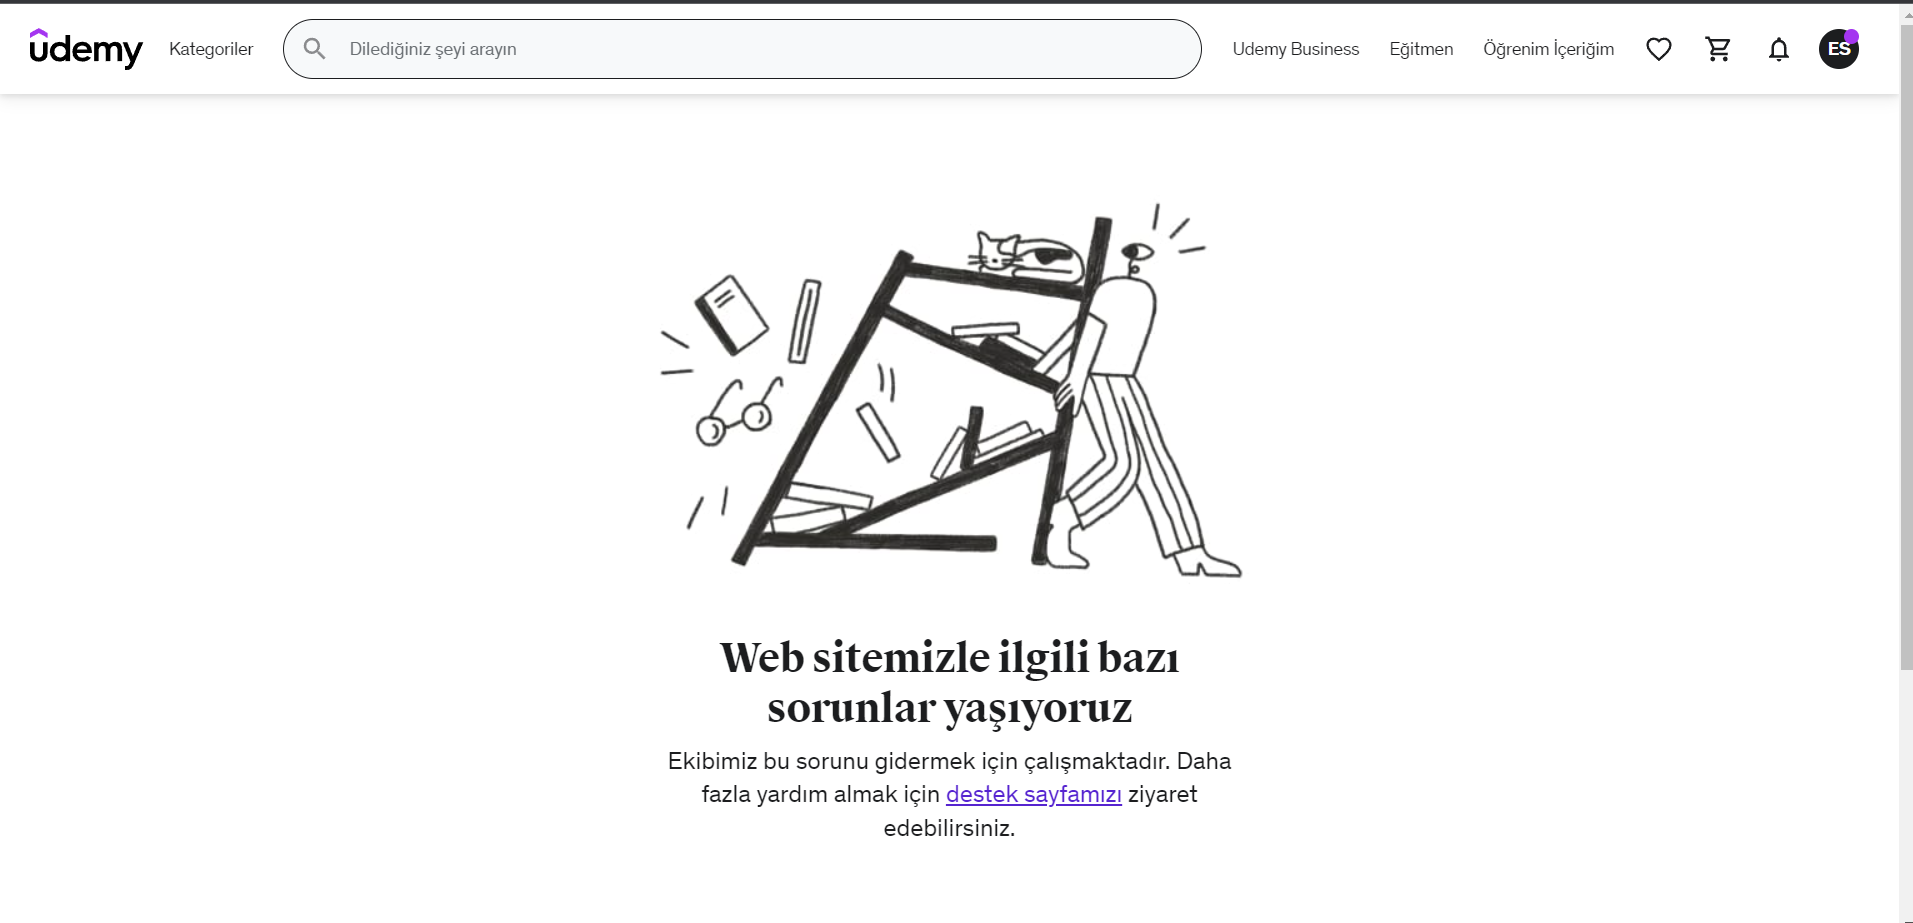 udemy
Kategoriler
Dilediğiniz şeyi arayın
Udemy Business
Eğitmen
Öğrenim İçeriğim
ES
Web sitemizle ilgili bazı
sorunlar yaşıyoruz
Ekibimiz bu sorunu gidermek için çalışmaktadır. Daha
fazla yardım almak için destek sayfamızı ziyaret
edebilirsiniz.